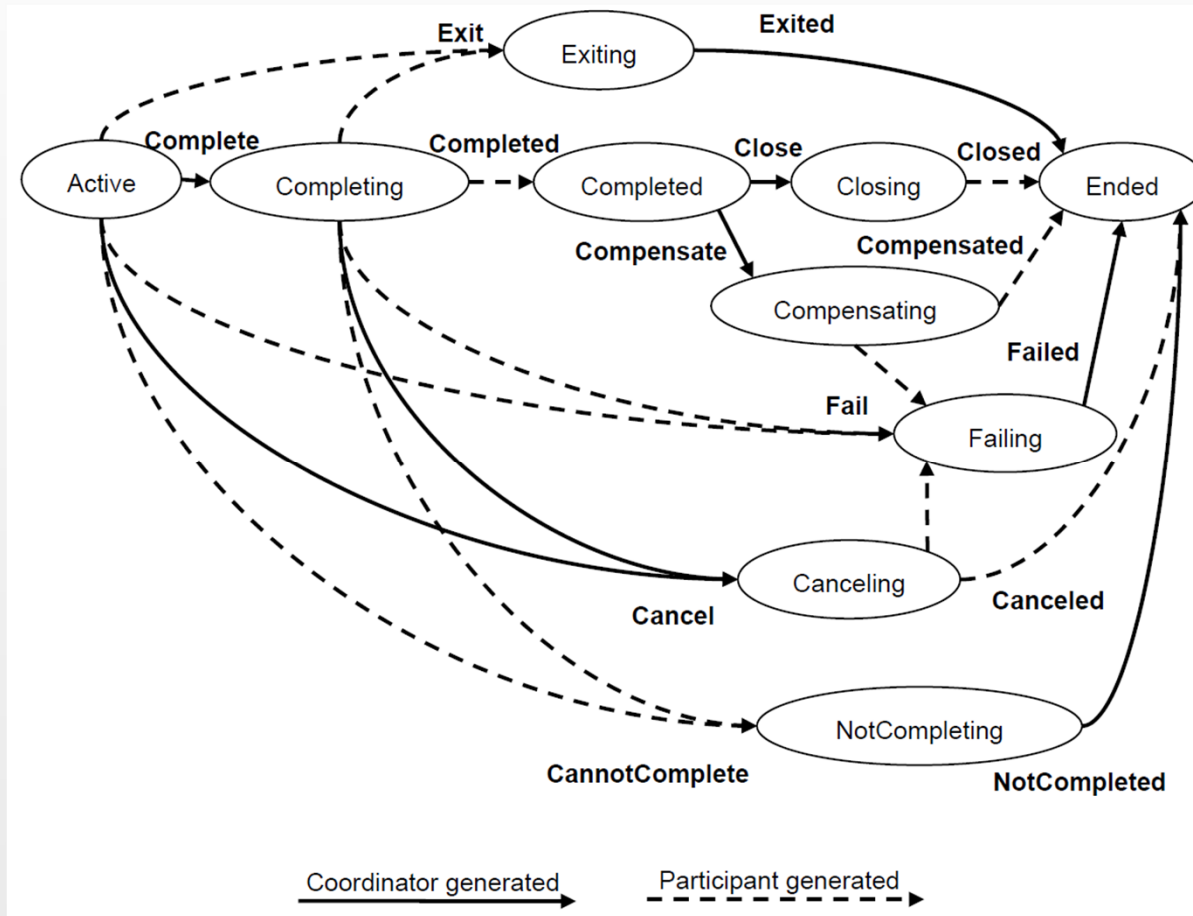 Exit
Exited
Exiting
Complete
Completed
Close
Closed
Active
Completing
Completed
Closing
Ended
Compensate
Compensated
Compensating
Failed
Fail
Failing
Canceling
Cancel
Canceled
NotCompleting
CannotComplete
NotCompleted
Coordinator generated
Participant generated